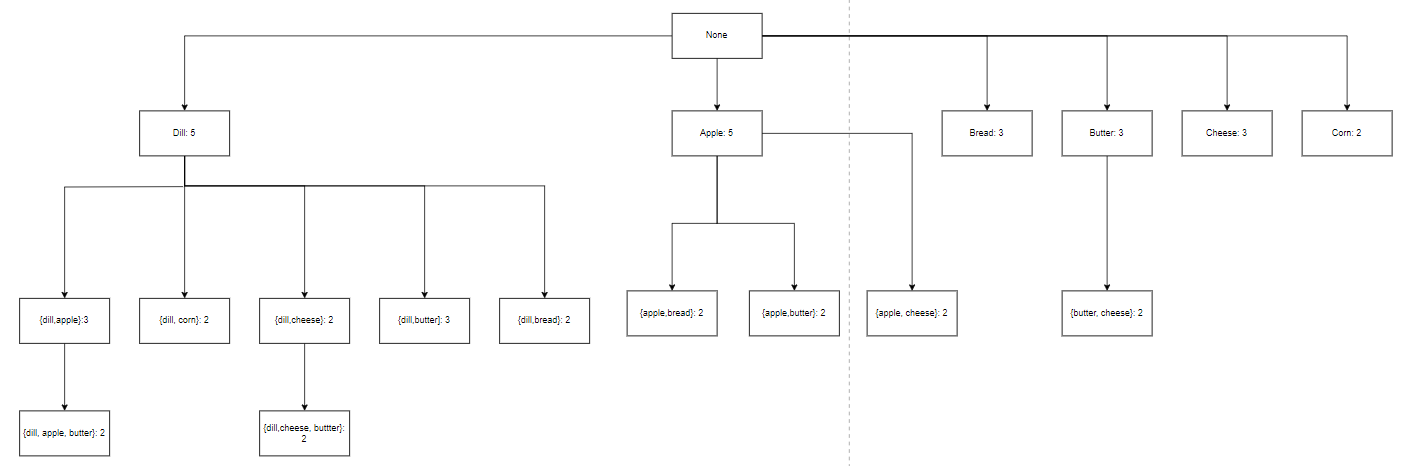 None
Dill: 5
Apple: 5
Bread: 3
Butter: 3
Cheese: 3
Corn: 2
{dill,apple}:3
{dill, corn}: 2
{dill,cheese}: 2
{dill,butter}: 3
{dill,bread}: 2
{apple,bread}: 2
{apple,butter}: 2
{apple, cheese}: 2
{butter, cheese}: 2
{dill, apple, butter}: 2
{dill,cheese, buttter}:
2